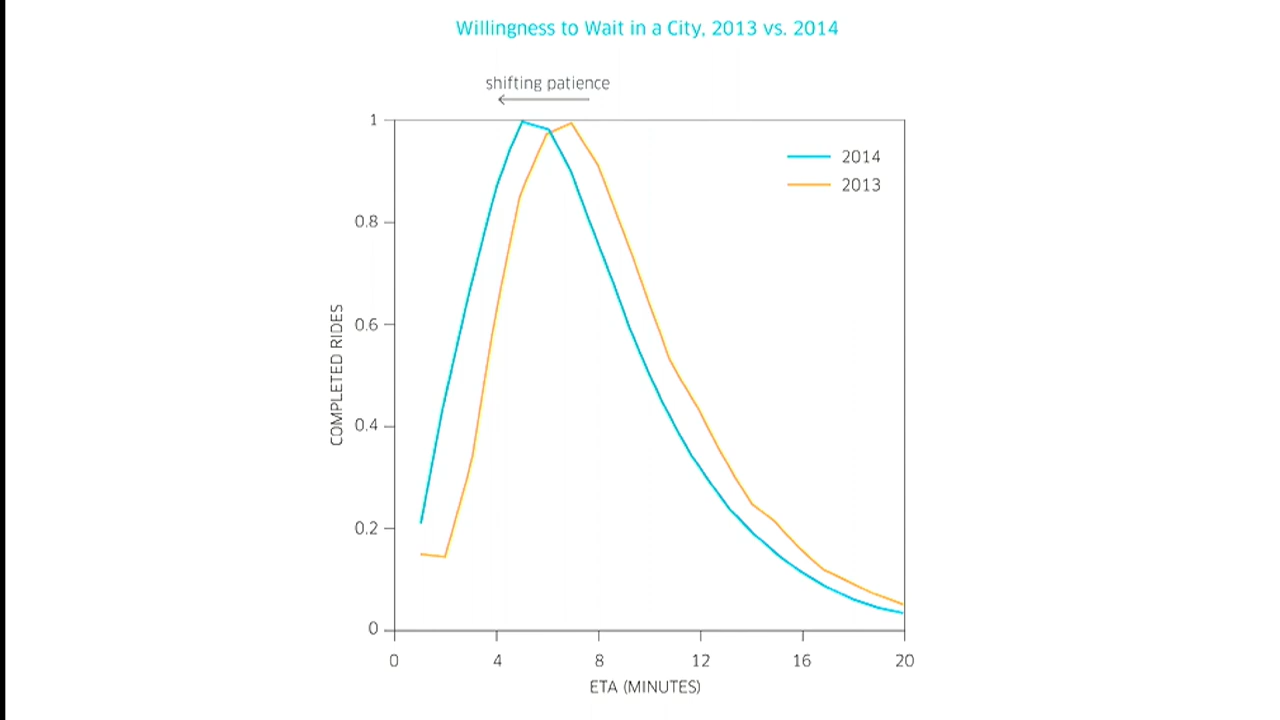 Willingness to Wait in a City, 2013 vs. 2014
shifting patience
1
0.8
0.6
0.4
0.2
0
COMPLETED RIDES
2014
2013
0 4 8 12 16 20
ETA (MINUTES)